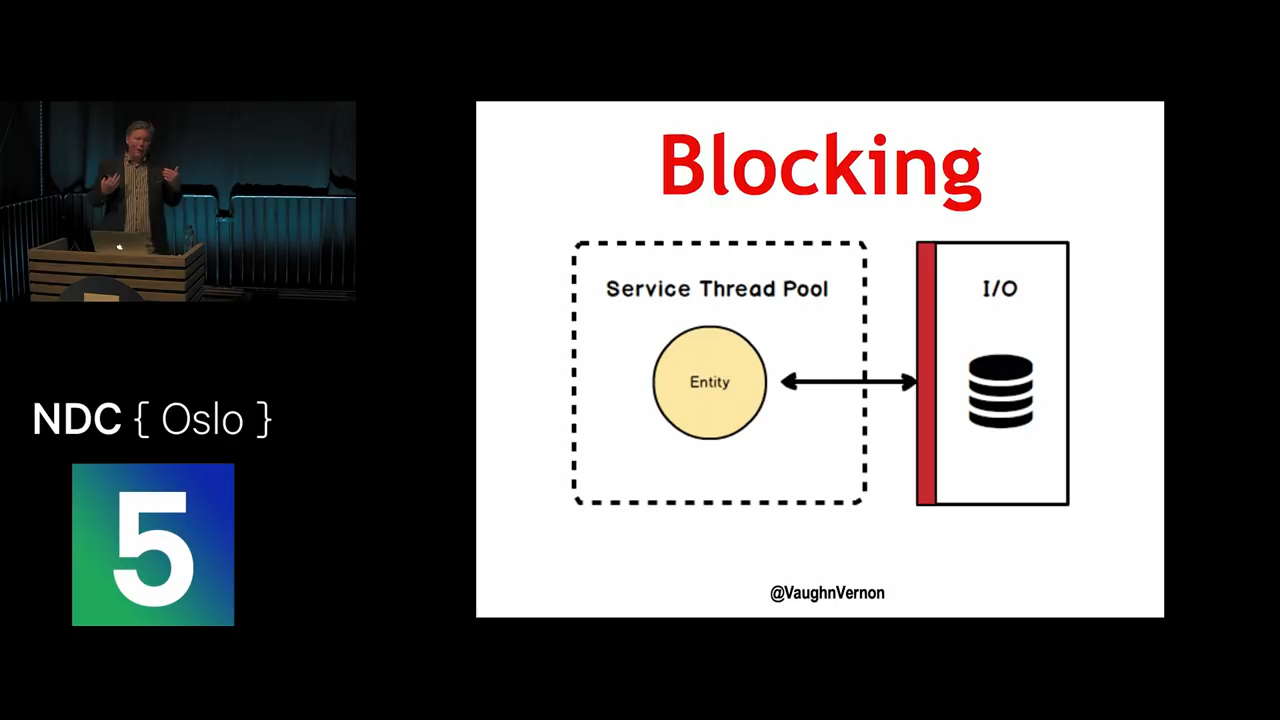 Blocking
Service Thread Pool
I/O
Entity
@VaughnVernon
NDC { Oslo }
5